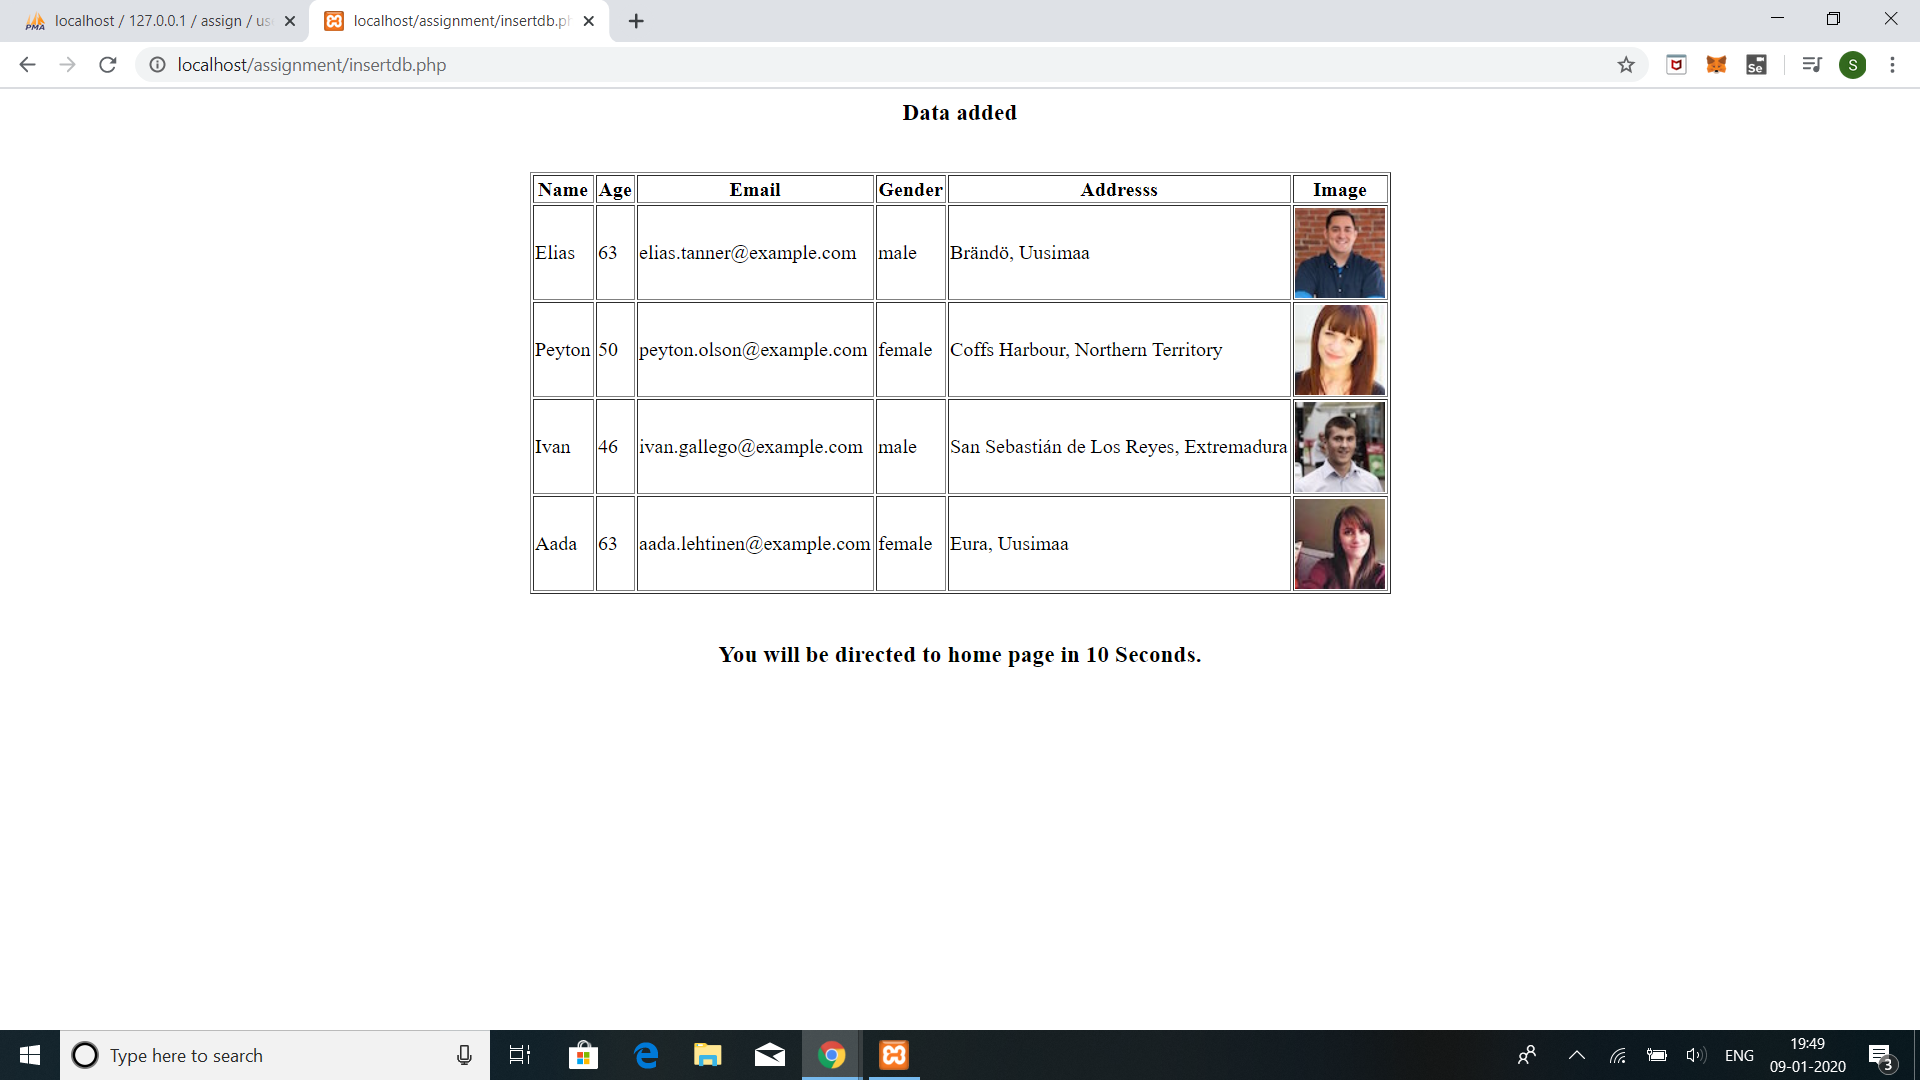 localhost / 127.0.0.1 / assign / us
localhost/assignment/insertdb.p
localhost/assignment/insertdb.php
Se
S
Data added
Name Age Email Gender Addresss Image
Elias 63 elias.tanner@example.com male Brändö, Uusimaa
Peyton 50 peyton.olson@example.com female Coffs Harbour, Northern Territory
Ivan 46 ivan.gallego@example.com male San Sebastián de Los Reyes, Extremadura
Aada 63 aada.lehtinen@example.com female Eura, Uusimaa
You will be directed to home page in 10 Seconds.
Type here to search
ENG
19:49
09-01-2020
3
PMA